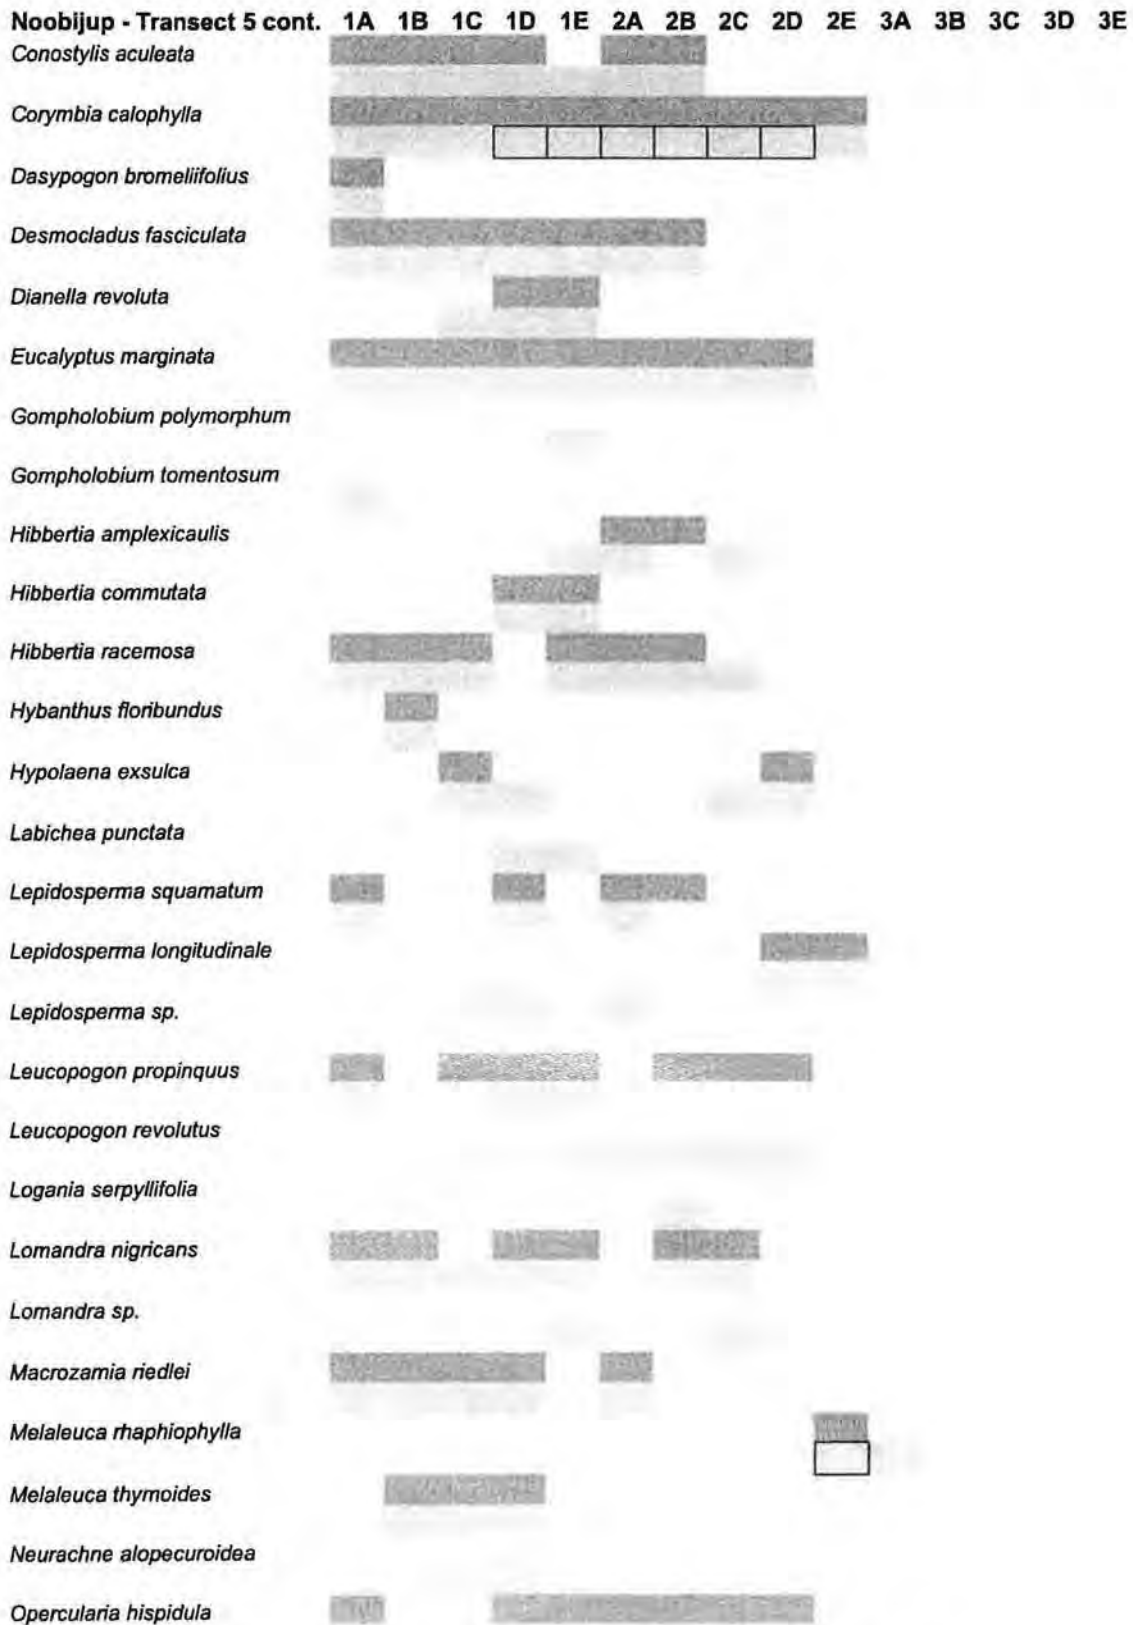 Noobijup - Transect 5 cont. 1A 1B 1C 1D 1E 2A 2B 2C 2D 2E 3A 3B 3C 3D 3E
Conostylis aculeata
Corymbia calophylla
Dasypogon bromeliifolius
Desmocladus fasciculata
Dianella revoluta
Eucalyptus marginata
Gompholobium polymorphum
Gompholobium tomentosum
Hibbertia amplexicaulis
Hibbertia commutata
Hibbertia racemosa
Hybanthus floribundus
Hypolaena exsulca
Labichea punctata
Lepidosperma squamatum
Lepidosperma longitudinale
Lepidosperma sp.
Leucopogon propinquus
Leucopogon revolutus
Logania serpyllifolia
Lomandra nigricans
Lomandra sp.
Macrozamia riedlei
Melaleuca rhaphiophylla
Melaleuca thymoides
Neurachne alopecuroidea
Opercularia hispidula